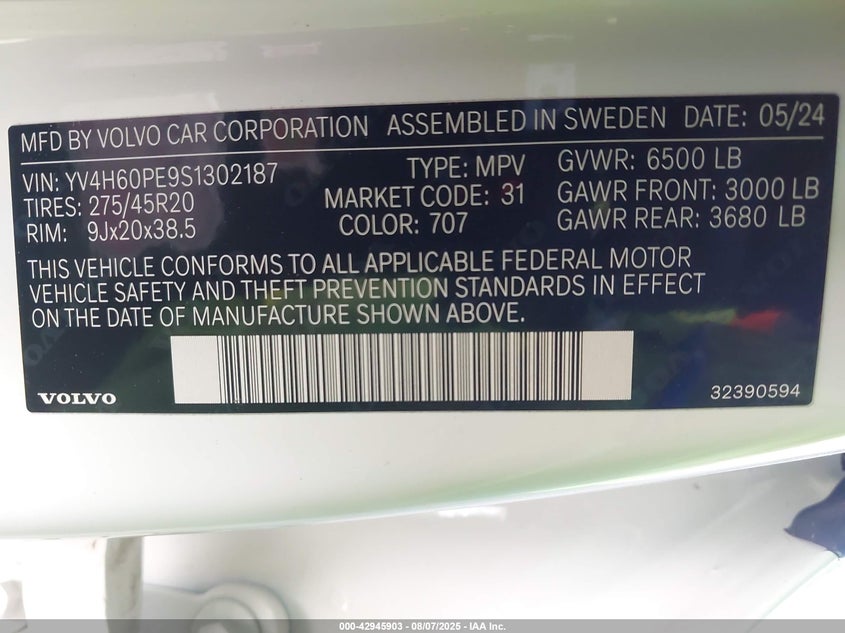 MFD BY VOLVO CAR CORPORATION ASSEMBLED IN SWEDEN DATE: 05/24
VIN: YV4H60PE9S1302187 TYPE: MPV GVWR: 6500 LB
TIRES: 275/45R20 MARKET CODE: 31 GAWR FRONT: 3000 LB
RIM: 9Jx20x38.5 COLOR: 707 GAWR REAR: 3680 LB
THIS VEHICLE CONFORMS TO ALL APPLICABLE FEDERAL MOTOR
VEHICLE SAFETY AND THEFT PREVENTION STANDARDS IN EFFECT
ON THE DATE OF MANUFACTURE SHOWN ABOVE.
VOLVO 32390594
000-42945903 - 08/07/2025 - IAA Inc.